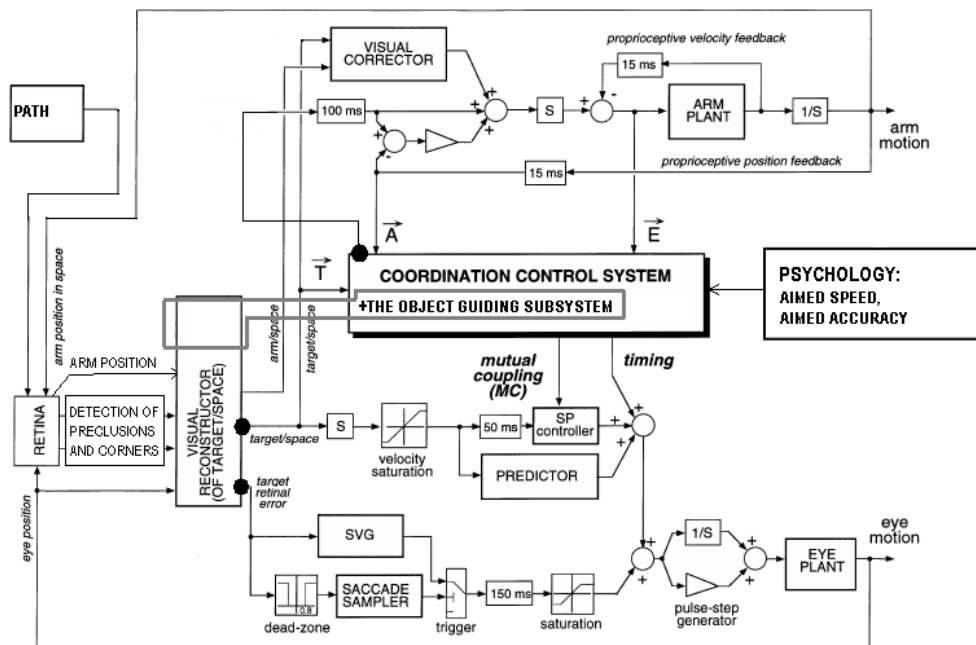 VISUAL
CORRECTOR
proprioceptive velocity feedback
15 ms
PATH
100 ms
+
+
+
S
+
-
ARM
PLANT
1/S
arm
motion
+
-
proprioceptive position feedback
15 ms
A
E
T
COORDINATION CONTROL SYSTEM
+THE OBJECT GUIDING SUBSYSTEM
PSYCHOLOGY:
AIMED SPEED,
AIMED ACCURACY
arm position in space
arm/space
target/space
mutual
coupling
(MC)
timing
ARM POSITION
RETINA
DETECTION OF
PRECLUSIONS
AND CORNERS
VISUAL
RECONSTRUCTOR
(OF TARGET/SPACE)
target/space
S
velocity
saturation
50 ms
SP
controller
+
+
+
PREDICTOR
target
retinal
error
eye position
SVG
0.8
dead-zone
SACCADE
SAMPLER
trigger
150 ms
saturation
+
+
1/S
+
+
pulse-step
generator
EYE
PLANT
eye
motion